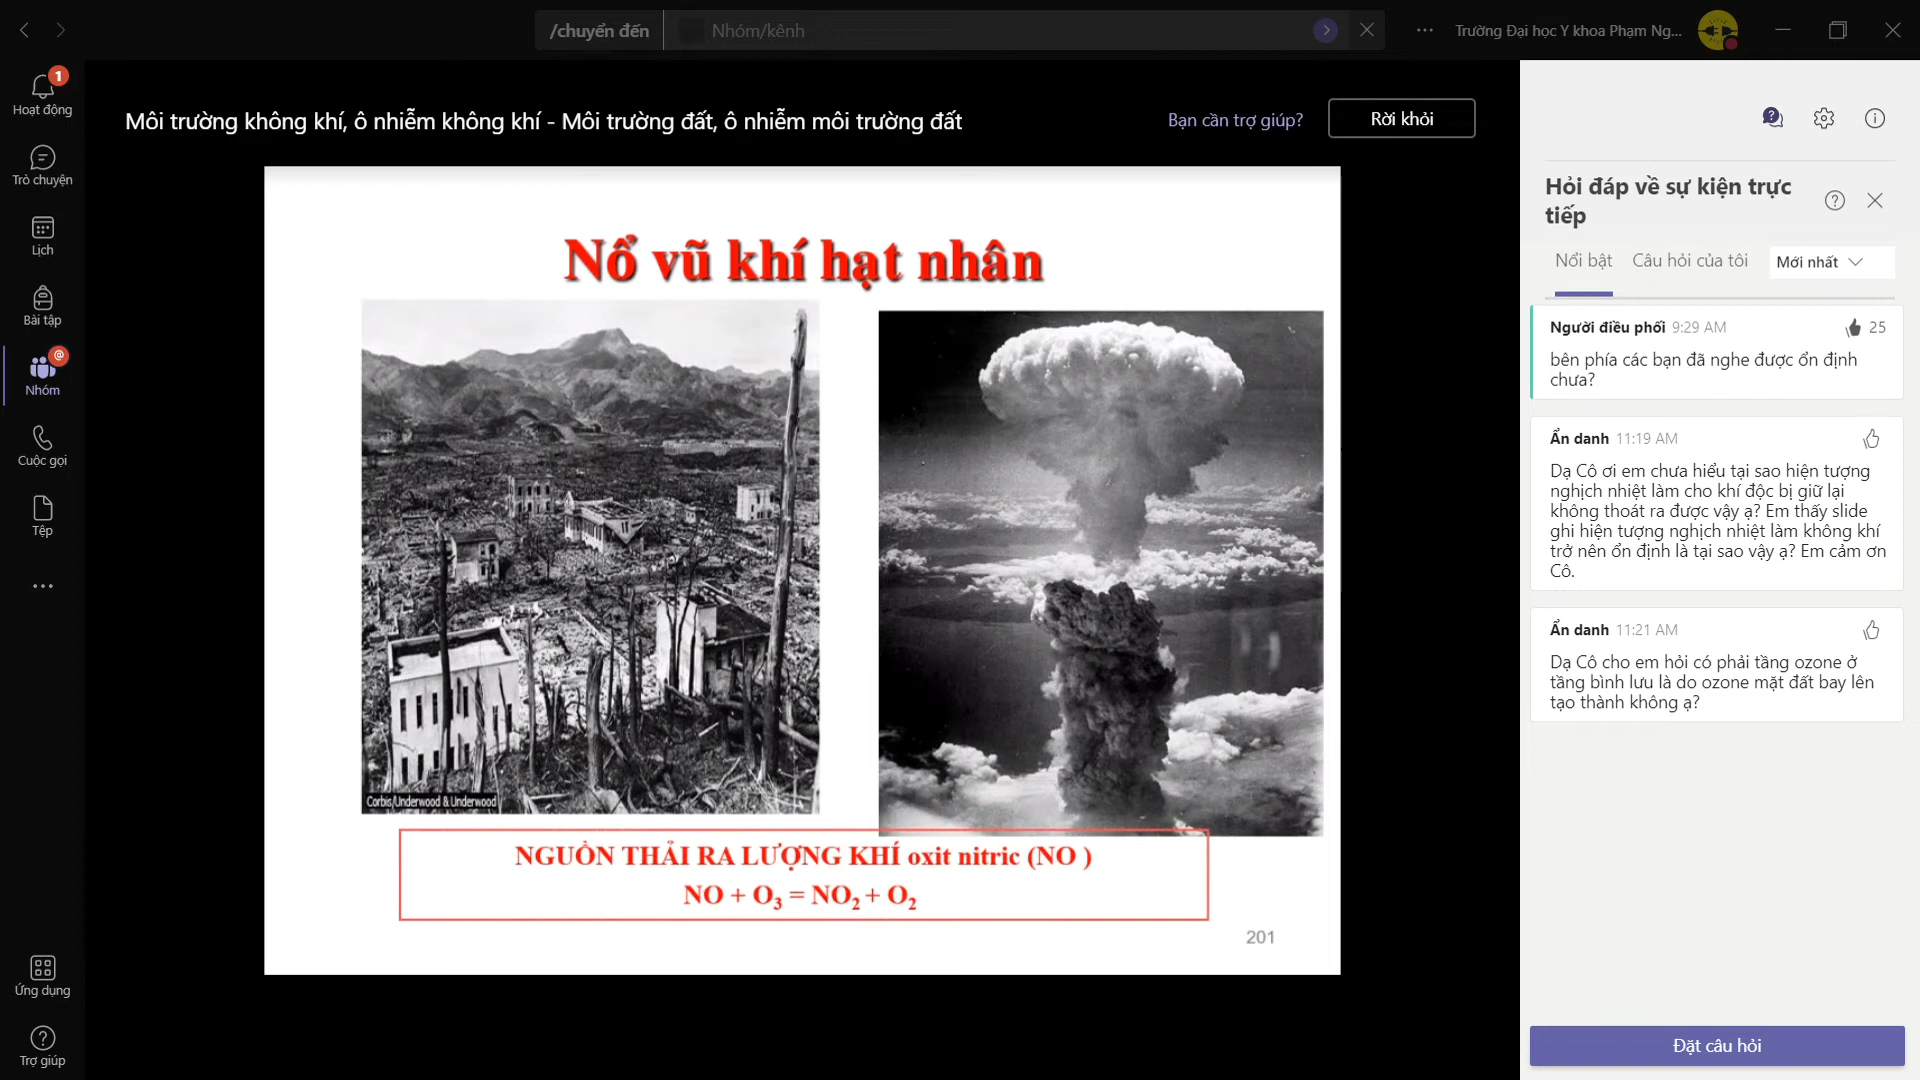 /chuyển đến
Nhóm/kênh
Trường Đại học Y khoa Phạm Ng...
1
Hoạt động
Trò chuyện
Lịch
Bài tập
@
Nhóm
Cuộc gọi
Tệp
Ứng dụng
Trợ giúp
Môi trường không khí, ô nhiễm không khí - Môi trường đất, ô nhiễm môi trường đất
Bạn cần trợ giúp?
Rời khỏi
Nổ vũ khí hạt nhân
Corbis/Underwood & Underwood
NGUỒN THẢI RA LƯỢNG KHÍ oxit nitric (NO )
NO + O₃ = NO₂ + O₂
201
Hỏi đáp về sự kiện trực
tiếp
Nổi bật
Câu hỏi của tôi
Mới nhất
Người điều phối 9:29 AM
25
bên phía các bạn đã nghe được ổn định
chưa?
Ẩn danh 11:19 AM
Dạ Cô ơi em chưa hiểu tại sao hiện tượng
nghịch nhiệt làm cho khí độc bị giữ lại
không thoát ra được vậy ạ? Em thấy slide
ghi hiện tượng nghịch nhiệt làm không khí
trở nên ổn định là tại sao vậy ạ? Em cảm ơn
Cô.
Ẩn danh 11:21 AM
Dạ Cô cho em hỏi có phải tầng ozone ở
tầng bình lưu là do ozone mặt đất bay lên
tạo thành không ạ?
Đặt câu hỏi